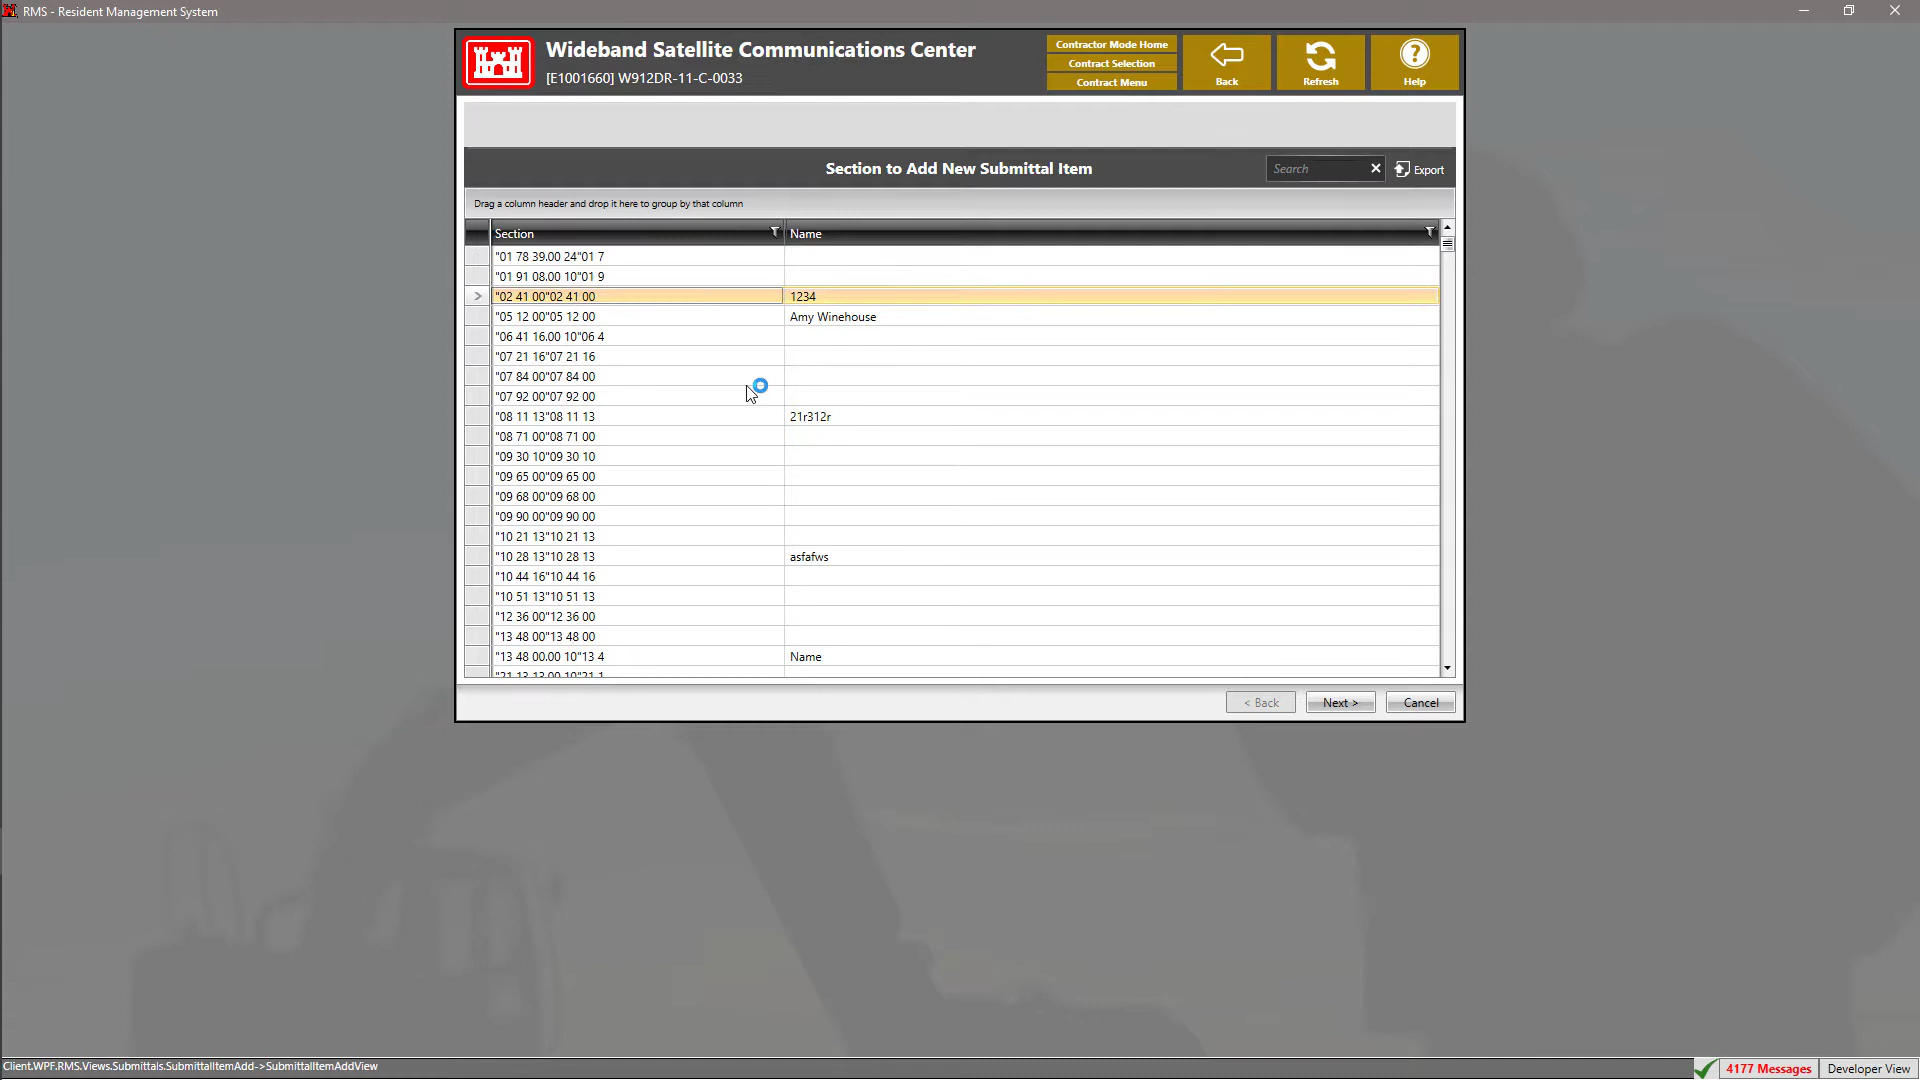 RMS - Resident Management System
Wideband Satellite Communications Center
[E1001660] W912DR-11-C-0033
Contractor Mode Home
Contract Selection
Contract Menu
Back
Refresh
Help
Section to Add New Submittal Item
Search
Export
Drag a column header and drop it here to group by that column
Section Name
"01 78 39.00 24"01 7
"01 91 08.00 10"01 9
"02 41 00"02 41 00 1234
"05 12 00"05 12 00 Amy Winehouse
"06 41 16.00 10"06 4
"07 21 16"07 21 16
"07 84 00"07 84 00
"07 92 00"07 92 00
"08 11 13"08 11 13 21r312r
"08 71 00"08 71 00
"09 30 10"09 30 10
"09 65 00"09 65 00
"09 68 00"09 68 00
"09 90 00"09 90 00
"10 21 13"10 21 13
"10 28 13"10 28 13 asfafws
"10 44 16"10 44 16
"10 51 13"10 51 13
"12 36 00"12 36 00
"13 48 00"13 48 00
"13 48 00.00 10"13 4 Name
"21 13 13.00 10"21 1
< Back
Next >
Cancel
Client.WPF.RMS.Views.Submittals.SubmittalItemAdd->SubmittalItemAddView
4177 Messages
Developer View